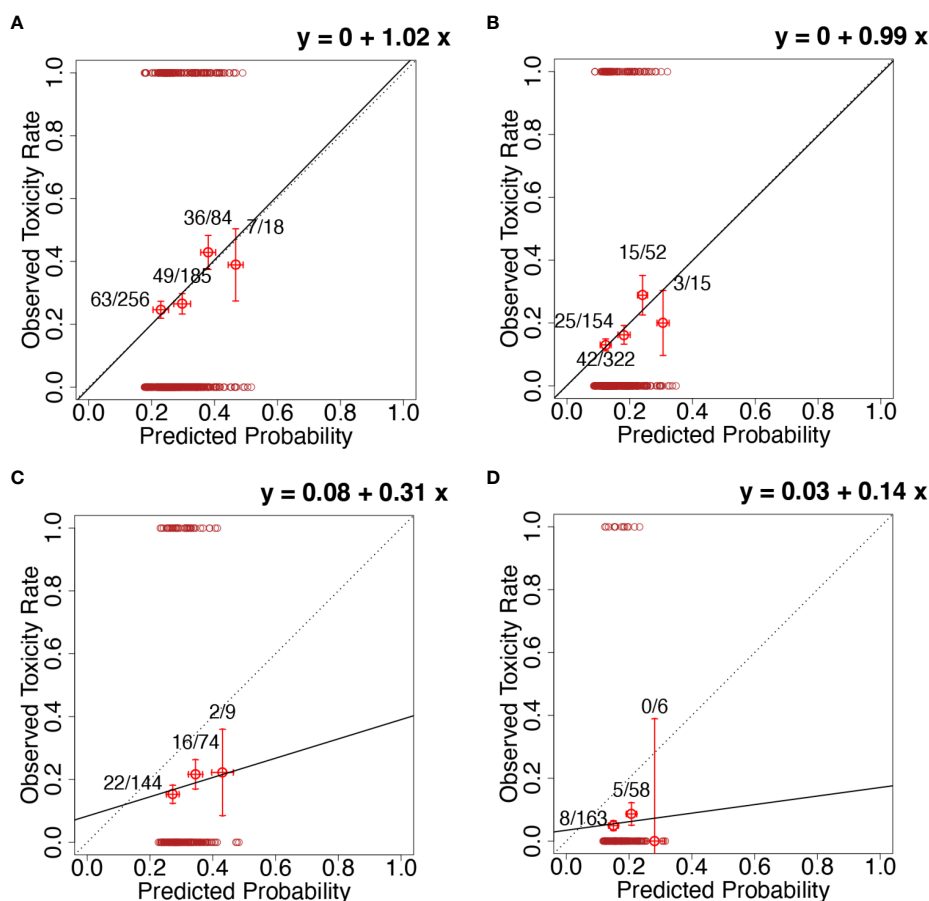 A
y = 0 + 1.02 x
Observed Toxicity Rate
1.0
0.8
0.6
0.4
0.2
0.0
36/84
7/18
49/185
63/256
0.0 0.2 0.4 0.6 0.8 1.0
Predicted Probability
B
y = 0 + 0.99 x
Observed Toxicity Rate
1.0
0.8
0.6
0.4
0.2
0.0
15/52
3/15
25/154
42/322
0.0 0.2 0.4 0.6 0.8 1.0
Predicted Probability
C
y = 0.08 + 0.31 x
Observed Toxicity Rate
1.0
0.8
0.6
0.4
0.2
0.0
2/9
16/74
22/144
0.0 0.2 0.4 0.6 0.8 1.0
Predicted Probability
D
y = 0.03 + 0.14 x
Observed Toxicity Rate
1.0
0.8
0.6
0.4
0.2
0.0
0/6
5/58
8/163
0.0 0.2 0.4 0.6 0.8 1.0
Predicted Probability